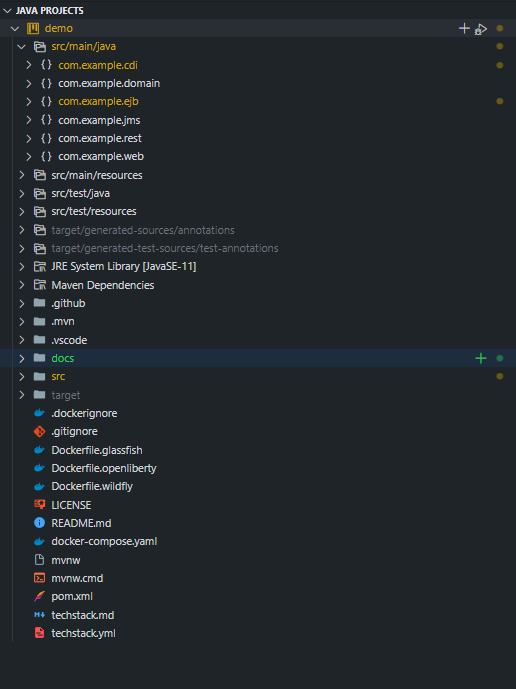 JAVA PROJECTS
demo
src/main/java
{} com.example.cdi
{} com.example.domain
{} com.example.ejb
{} com.example.jms
{} com.example.rest
{} com.example.web
src/main/resources
src/test/java
src/test/resources
target/generated-sources/annotations
target/generated-test-sources/test-annotations
JRE System Library [JavaSE-11]
Maven Dependencies
.github
.mvn
.vscode
docs
src
target
.dockerignore
.gitignore
Dockerfile.glassfish
Dockerfile.openliberty
Dockerfile.wildfly
LICENSE
README.md
docker-compose.yaml
mvnw
mvnw.cmd
pom.xml
techstack.md
techstack.yml